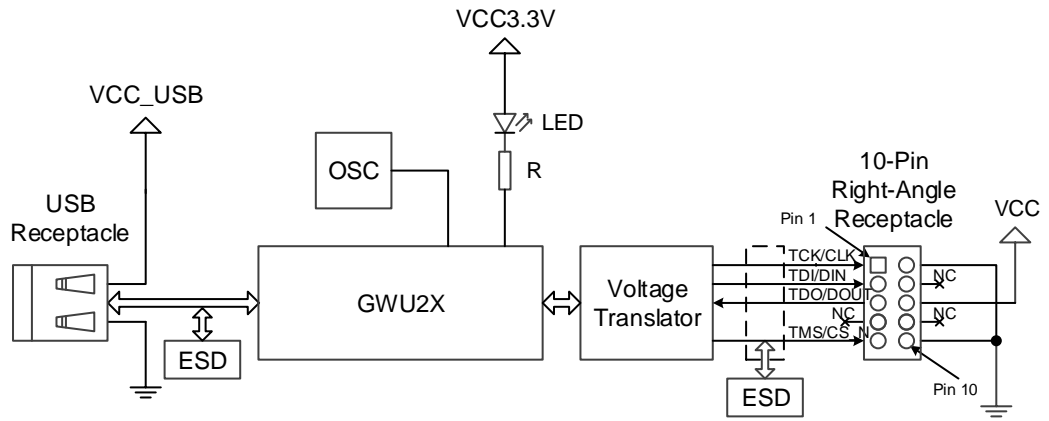 VCC3.3V
VCC_USB
LED
OSC
R
10-Pin
Right-Angle
Receptacle
USB
Receptacle
Pin 1
VCC
TCK/CLK
TDI/DIN
NC
GWU2X
Voltage
Translator
TDO/DOUT
NC
NC
TMS/CS_N
ESD
Pin 10
ESD